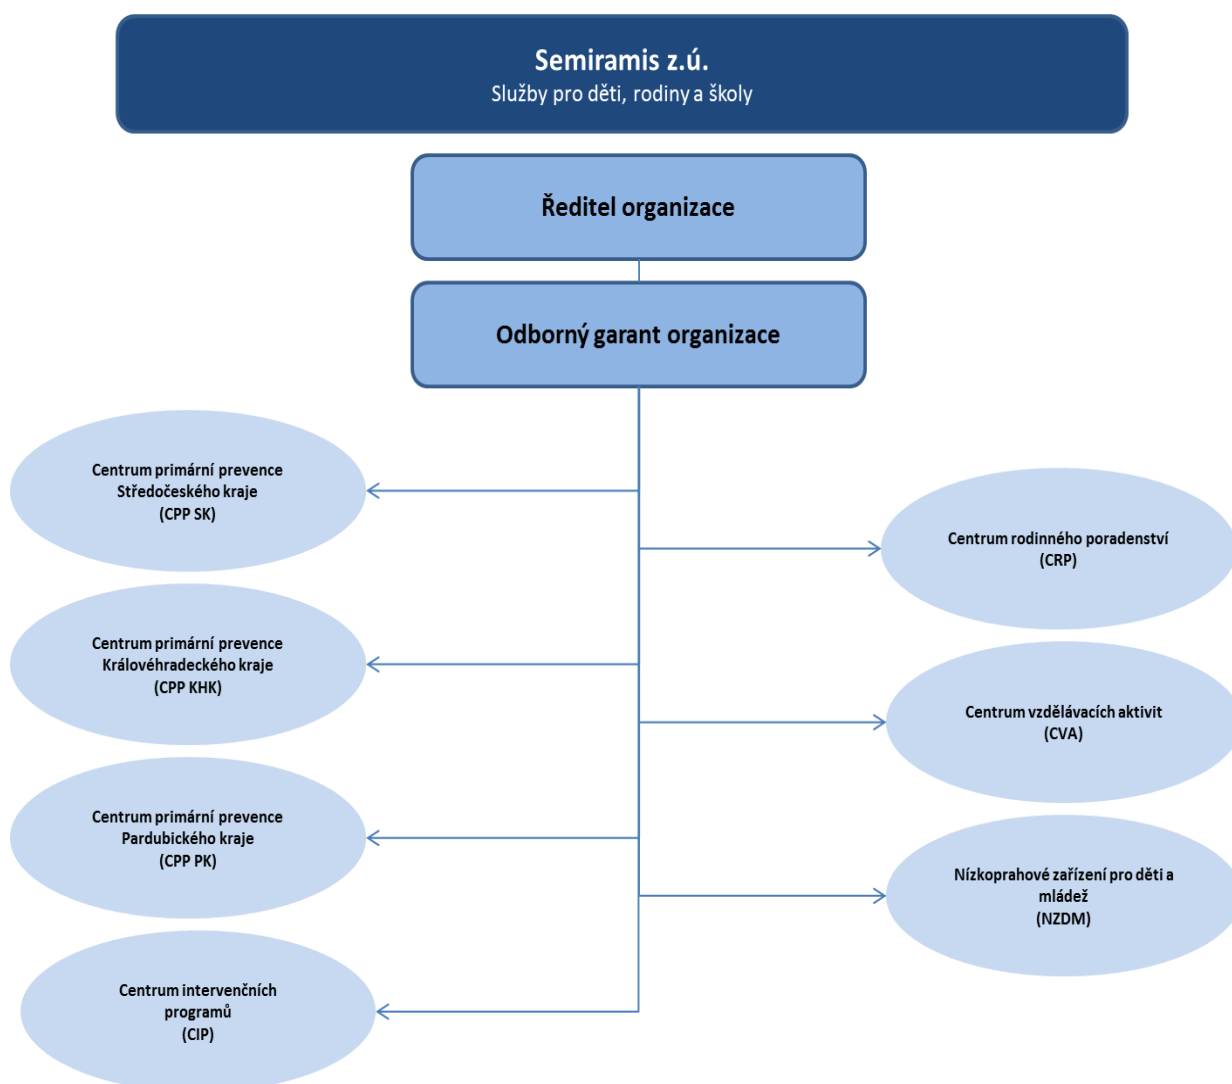 Semiramis z.ú.
Služby pro děti, rodiny a školy
Ředitel organizace
Odborný garant organizace
Centrum primární prevence
Středočeského kraje
(CPP SK)
Centrum rodinného poradenství
(CRP)
Centrum primární prevence
Královéhradeckého kraje
(CPP KHK)
Centrum vzdělávacích aktivit
(CVA)
Centrum primární prevence
Pardubického kraje
(CPP PK)
Nízkoprahové zařízení pro děti a
mládež
(NZDM)
Centrum intervenčních
programů
(CIP)